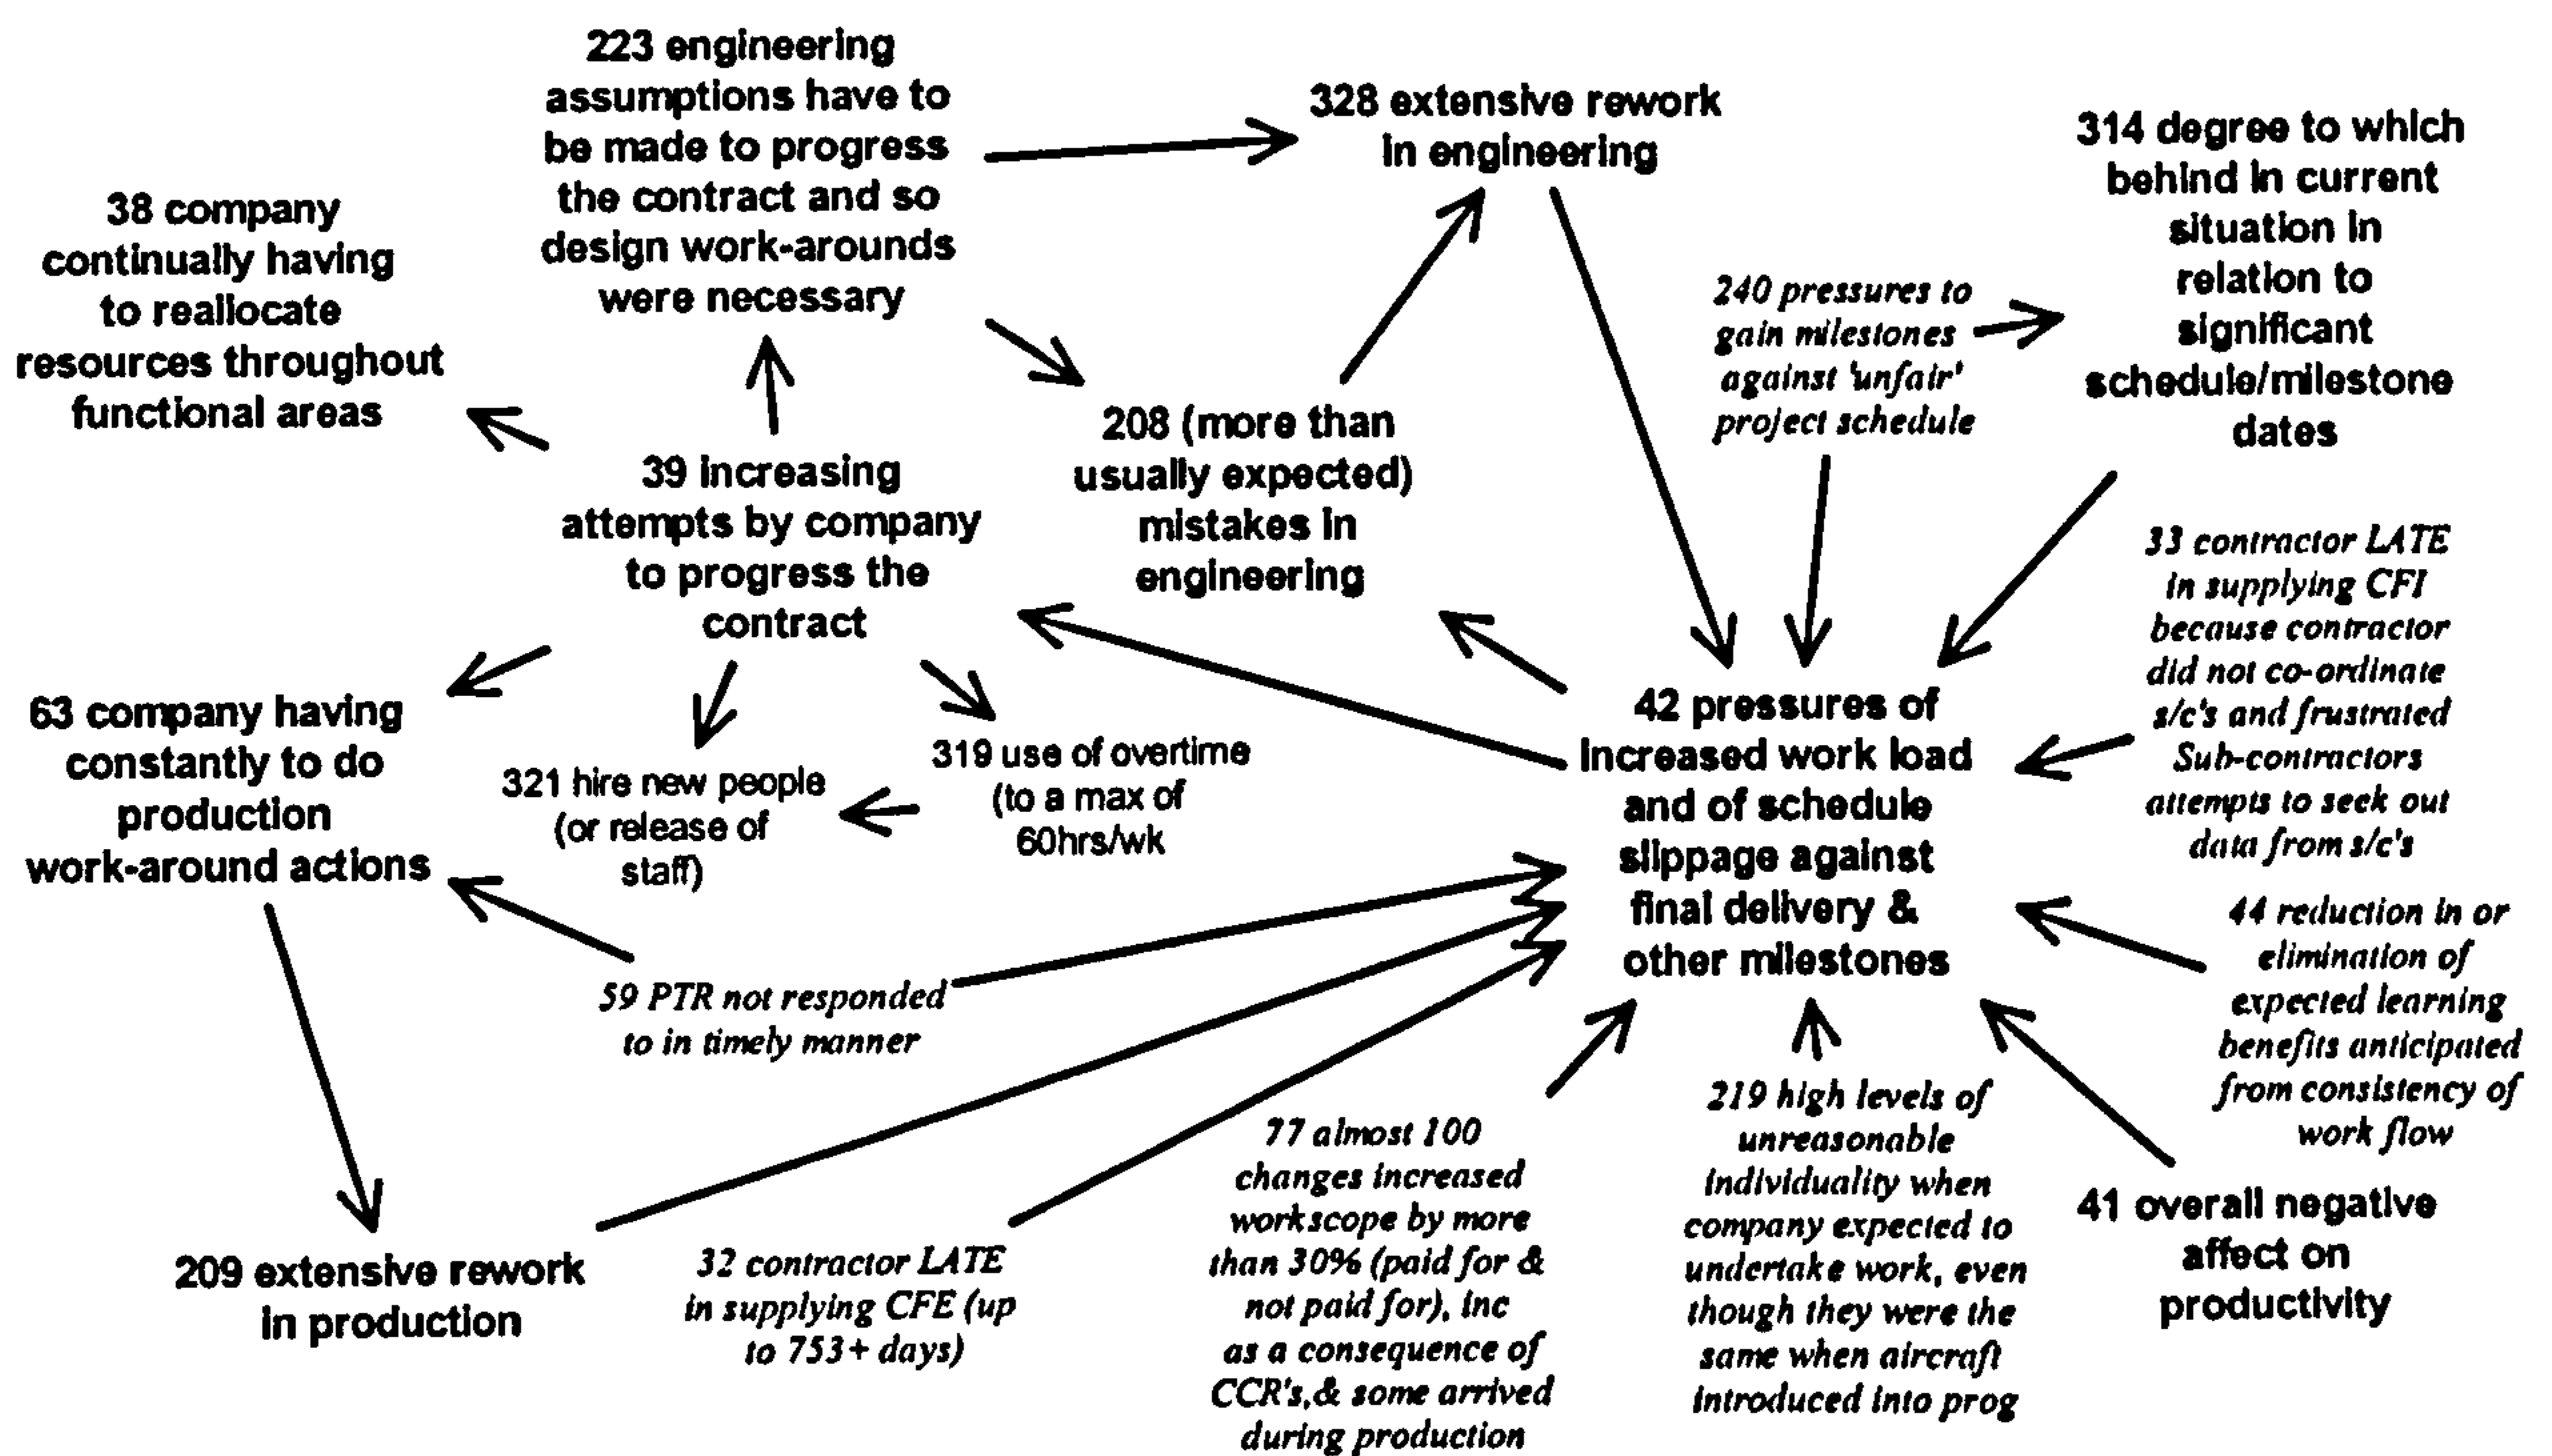 223 engineering
assumptions have to
be made to progress
the contract and so
design work-arounds
were necessary
328 extensive rework
in engineering
314 degree to which
behind in current
situation in
relation to
significant
schedule/milestone
dates
38 company
continually having
to reallocate
resources throughout
functional areas
240 pressures to
gain milestones
against 'unfair'
project schedule
39 increasing
attempts by company
to progress the
contract
208 (more than
usually expected)
mistakes in
engineering
33 contractor LATE
in supplying CFI
because contractor
did not co-ordinate
s/c's and frustrated
Sub-contractors
attempts to seek out
data from s/c's
63 company having
constantly to do
production
work-around actions
321 hire new people
(or release of
staff)
319 use of overtime
(to a max of
60hrs/wk
42 pressures of
increased work load
and of schedule
slippage against
final delivery &
other milestones
44 reduction in or
elimination of
expected learning
benefits anticipated
from consistency of
work flow
59 PTR not responded
to in timely manner
209 extensive rework
in production
32 contractor LATE
in supplying CFE (up
to 753+ days)
77 almost 100
changes increased
workscope by more
than 30% (paid for &
not paid for), inc
as a consequence of
CCR's,& some arrived
during production
219 high levels of
unreasonable
individuality when
company expected to
undertake work, even
though they were the
same when aircraft
introduced into prog
41 overall negative
affect on
productivity